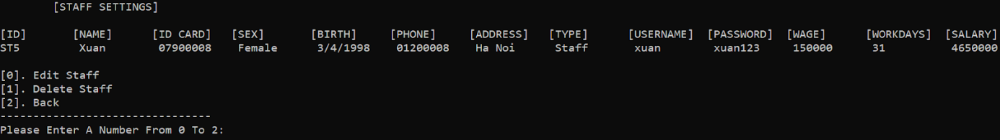 [STAFF SETTINGS]
[ID] [NAME] [ID CARD] [SEX] [BIRTH] [PHONE] [ADDRESS] [TYPE] [USERNAME] [PASSWORD] [WAGE] [WORKDAYS] [SALARY]
ST5 Xuan 07900008 Female 3/4/1998 01200008 Ha Noi Staff xuan xuan123 150000 31 4650000
[0]. Edit Staff
[1]. Delete Staff
[2]. Back
---------------------------------
Please Enter A Number From 0 To 2: